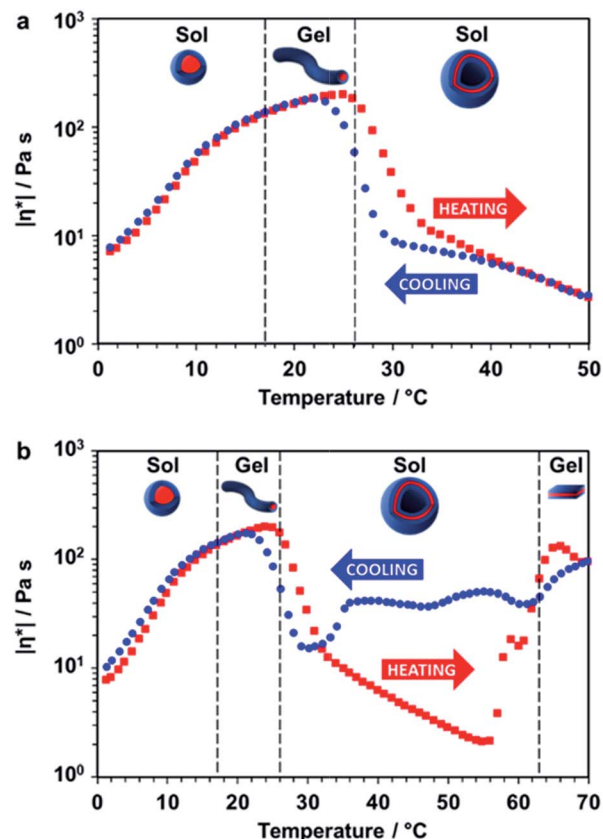 a
Sol Gel Sol
10³
10²
10¹
10⁰
|η*| / Pa s
HEATING
COOLING
0 10 20 30 40 50
Temperature / °C
b
Sol Gel Sol Gel
10³
10²
10¹
10⁰
|η*| / Pa s
COOLING
HEATING
0 10 20 30 40 50 60 70
Temperature / °C